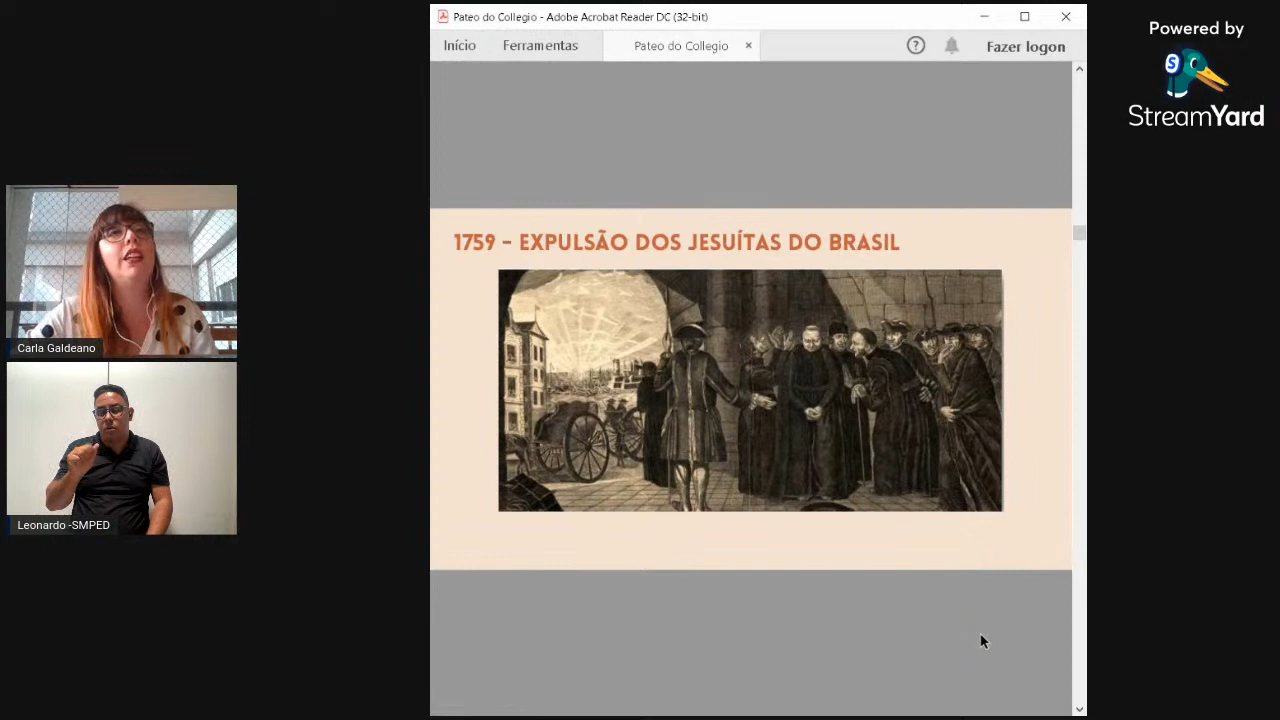 Pateo do Collegio - Adobe Acrobat Reader DC (32-bit)
Início Ferramentas Pateo do Collegio × ? Fazer logon
Powered by
S
StreamYard
1759 - EXPULSÃO DOS JESUÍTAS DO BRASIL
Carla Galdeano
Leonardo -SMPED